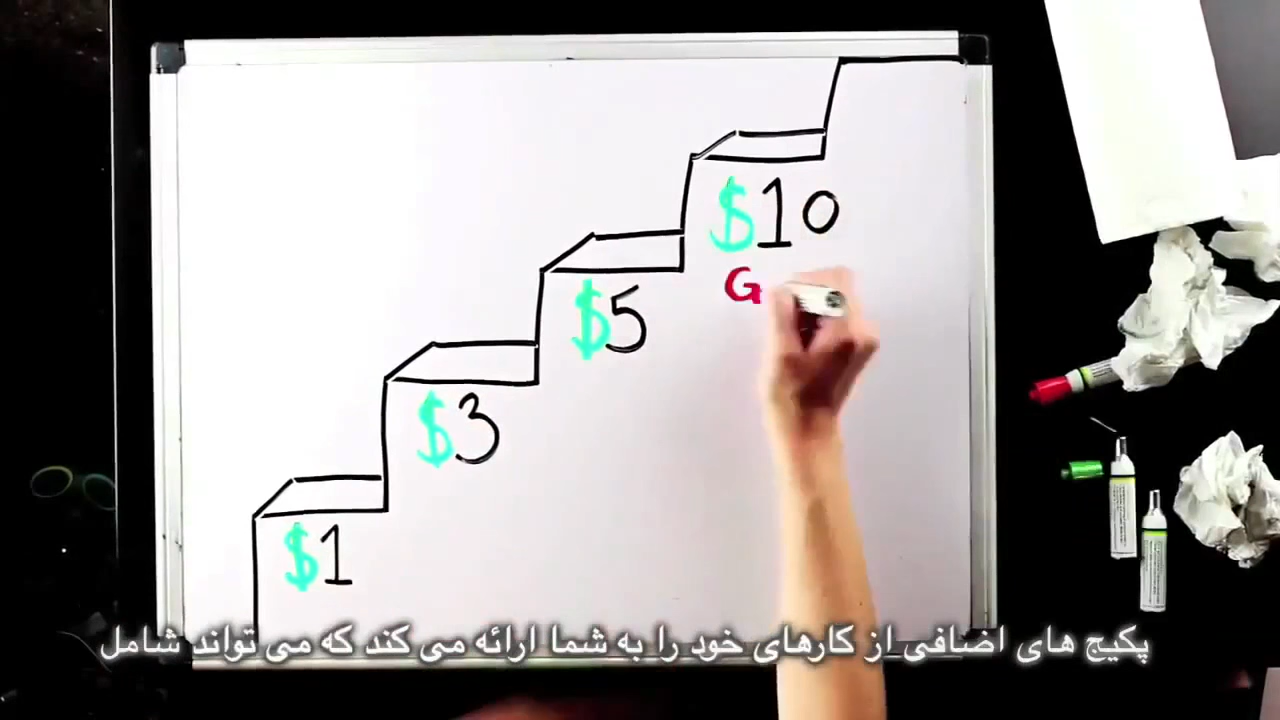 $10
G
$5
$3
$1
پکیج های اضافی از کارهای خود را به شما ارائه می کند که می تواند شامل